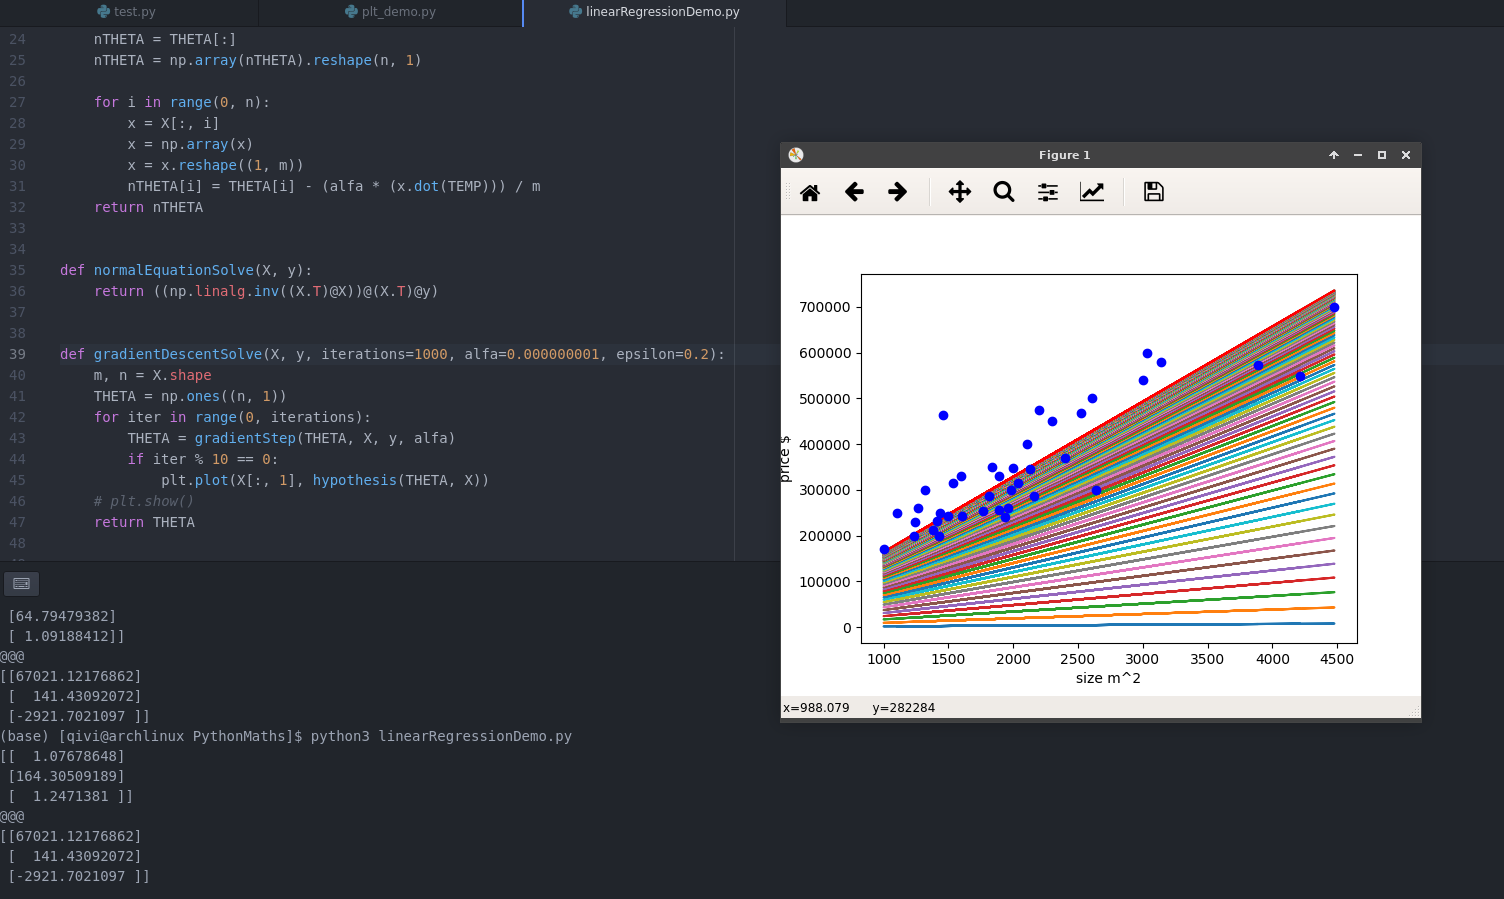 test.py
plt_demo.py
linearRegressionDemo.py
24 nTHETA = THETA[:]
25 nTHETA = np.array(nTHETA).reshape(n, 1)
26
27 for i in range(0, n):
28 x = X[:, i]
29 x = np.array(x)
30 x = x.reshape((1, m))
31 nTHETA[i] = THETA[i] - (alfa * (x.dot(TEMP))) / m
32 return nTHETA
33
34
35 def normalEquationSolve(X, y):
36 return ((np.linalg.inv((X.T)@X))@(X.T)@y)
37
38
39 def gradientDescentSolve(X, y, iterations=1000, alfa=0.000000001, epsilon=0.2):
40 m, n = X.shape
41 THETA = np.ones((n, 1))
42 for iter in range(0, iterations):
43 THETA = gradientStep(THETA, X, y, alfa)
44 if iter % 10 == 0:
45 plt.plot(X[:, 1], hypothesis(THETA, X))
46 # plt.show()
47 return THETA
48
[64.79479382]
[ 1.09188412]]
@@@
[[67021.12176862]
[ 141.43092072]
[-2921.7021097 ]]
(base) [qivi@archlinux PythonMaths]$ python3 linearRegressionDemo.py
[[ 1.07678648]
[164.30509189]
[ 1.2471381 ]]
@@@
[[67021.12176862]
[ 141.43092072]
[-2921.7021097 ]]
Figure 1
700000
600000
500000
400000
300000
200000
100000
0
price $
1000 1500 2000 2500 3000 3500 4000 4500
size m^2
x=988.079 y=282284